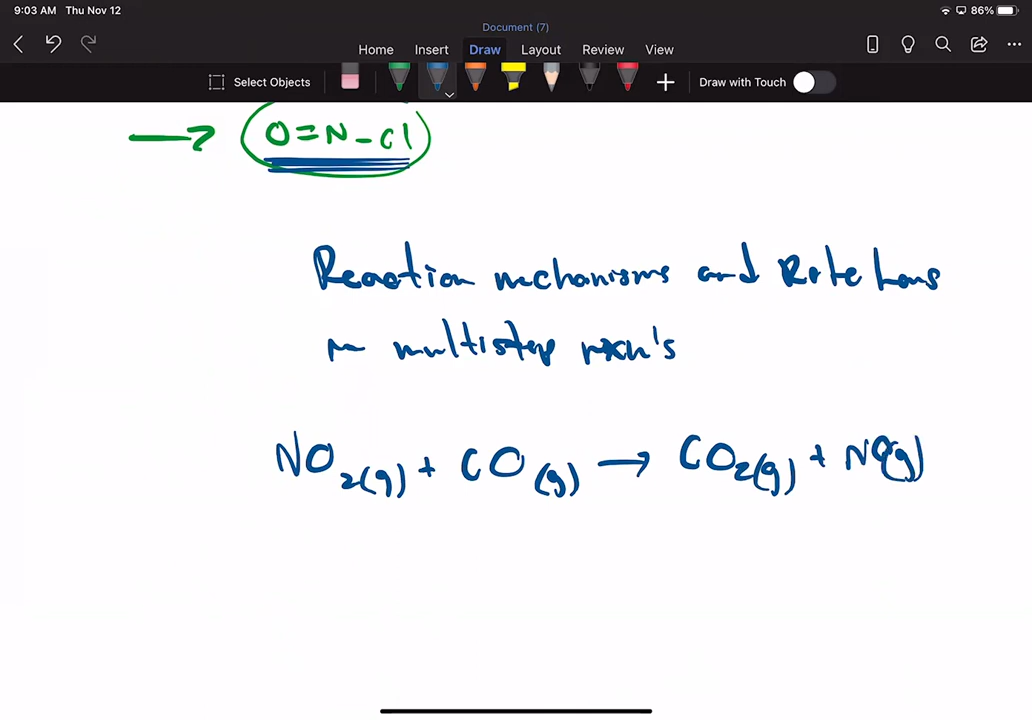 9:03 AM Thu Nov 12 86%
Document (7)
Home Insert Draw Layout Review View
Select Objects Draw with Touch
O=N-Cl
Reaction mechanisms and Rate laws
in multistep rxn's
NO₂(g) + CO(g) → CO₂(g) + NO(g)